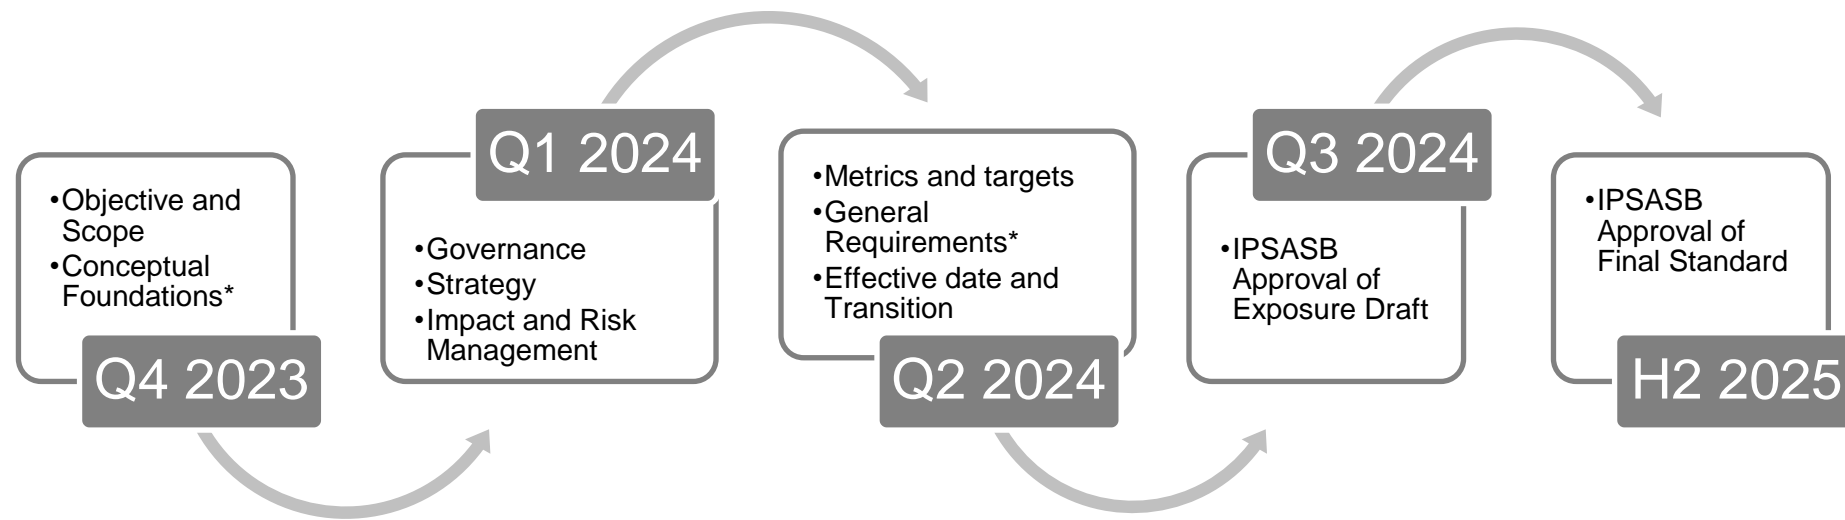 •Objective and
Scope
•Conceptual
Foundations*
Q4 2023
Q1 2024
•Governance
•Strategy
•Impact and Risk
Management
•Metrics and targets
•General
Requirements*
•Effective date and
Transition
Q2 2024
Q3 2024
•IPSASB
Approval of
Exposure Draft
•IPSASB
Approval of
Final Standard
H2 2025